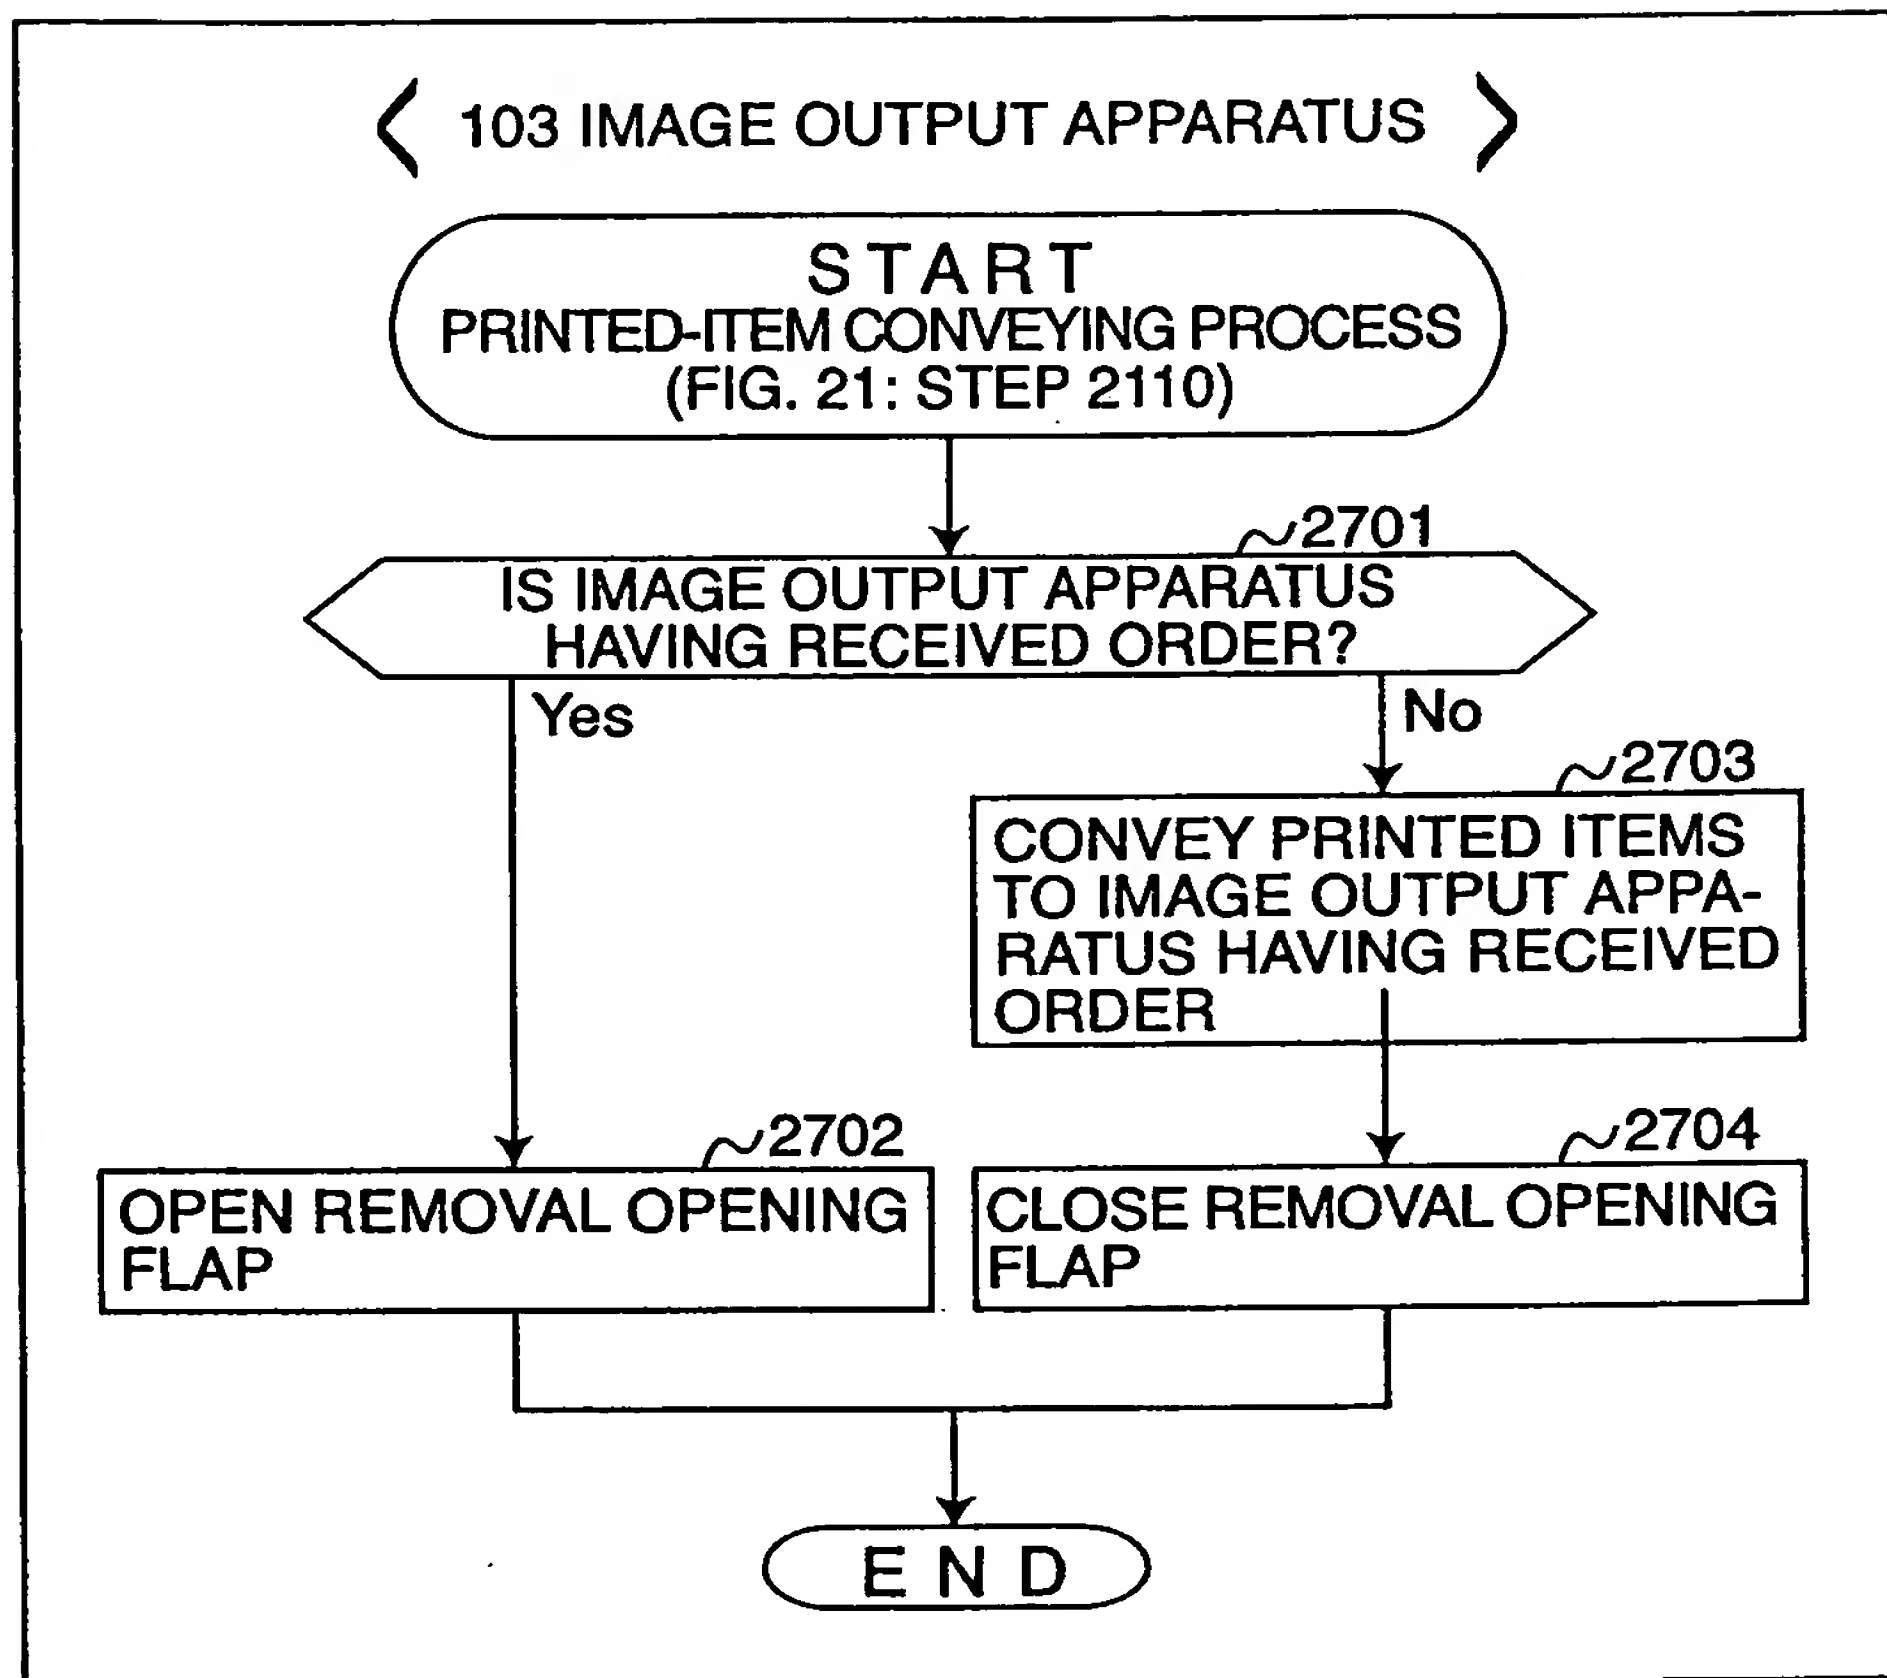 < 103 IMAGE OUTPUT APPARATUS >
START
PRINTED-ITEM CONVEYING PROCESS
(FIG. 21: STEP 2110)
2701
IS IMAGE OUTPUT APPARATUS
HAVING RECEIVED ORDER?
Yes
No
2703
CONVEY PRINTED ITEMS
TO IMAGE OUTPUT APPA-
RATUS HAVING RECEIVED
ORDER
2702
OPEN REMOVAL OPENING
FLAP
2704
CLOSE REMOVAL OPENING
FLAP
END